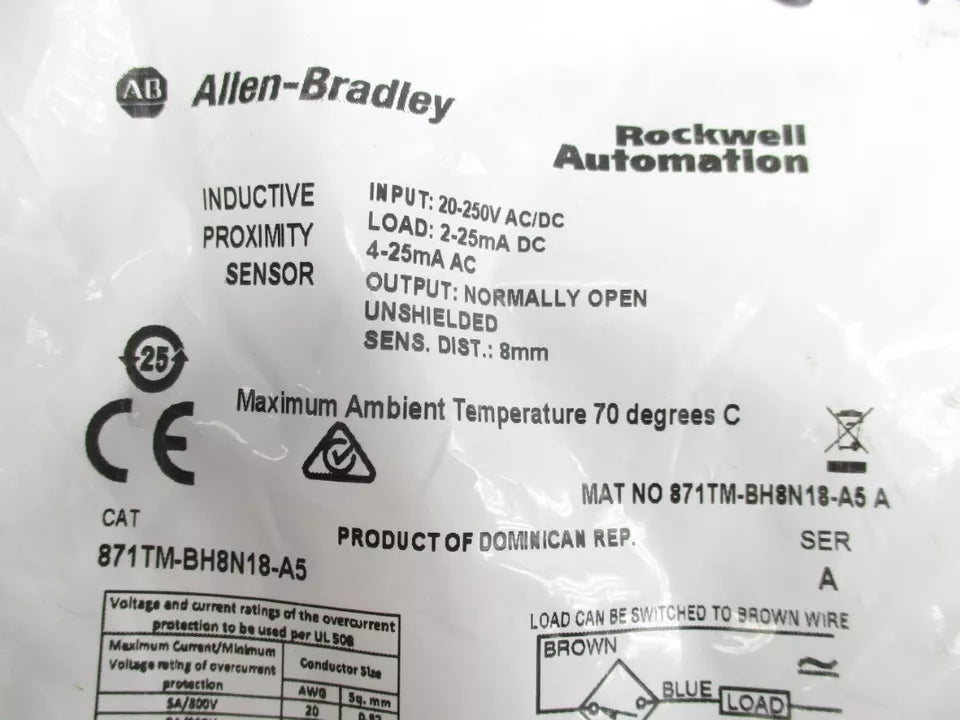 AB Allen-Bradley
Rockwell
Automation
INDUCTIVE
PROXIMITY
SENSOR
INPUT: 20-250V AC/DC
LOAD: 2-25mA DC
4-25mA AC
OUTPUT: NORMALLY OPEN
UNSHIELDED
SENS. DIST.: 8mm
25
CE
Maximum Ambient Temperature 70 degrees C
MAT NO 871TM-BH8N18-A5 A
CAT
871TM-BH8N18-A5
PRODUCT OF DOMINICAN REP.
SER
A
Voltage and current ratings of the overcurrent
protection to be used per UL 508
Maximum Current/Minimum
Voltage rating of overcurrent
protection
Conductor Size
AWG
Sq. mm
5A/800V
20
0.52
LOAD CAN BE SWITCHED TO BROWN WIRE
BROWN
BLUE
LOAD